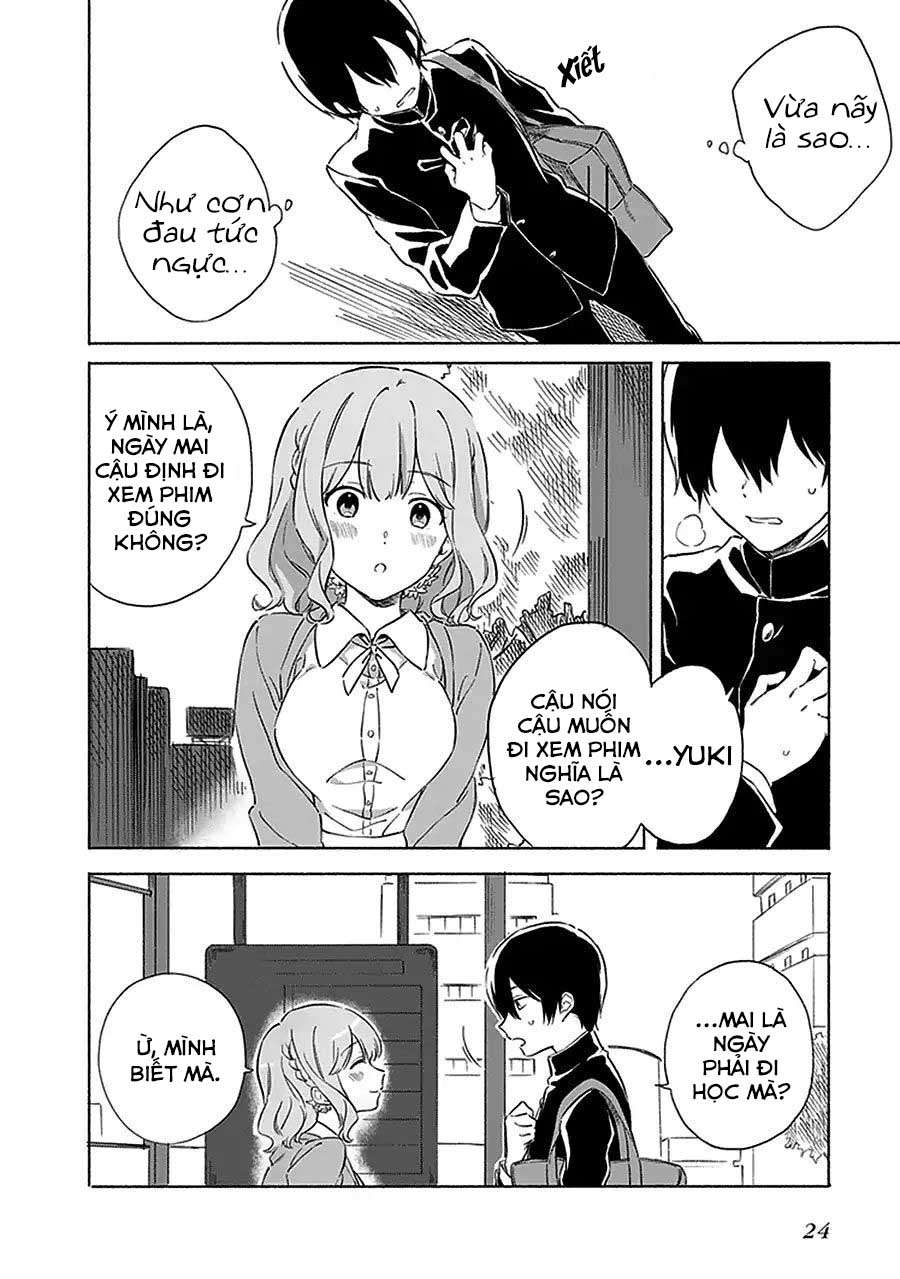 Vừa nãy
là sao...
Xiết
Như cơn
đau tức
ngực...
...YUKI
CẬU NÓI
CẬU MUỐN
ĐI XEM PHIM
NGHĨA LÀ
SAO?
Ý MÌNH LÀ,
NGÀY MAI
CẬU ĐỊNH ĐI
XEM PHIM
ĐÚNG
KHÔNG?
...MAI LÀ
NGÀY
PHẢI ĐI
HỌC MÀ?
Ừ, MÌNH
BIẾT MÀ.
24